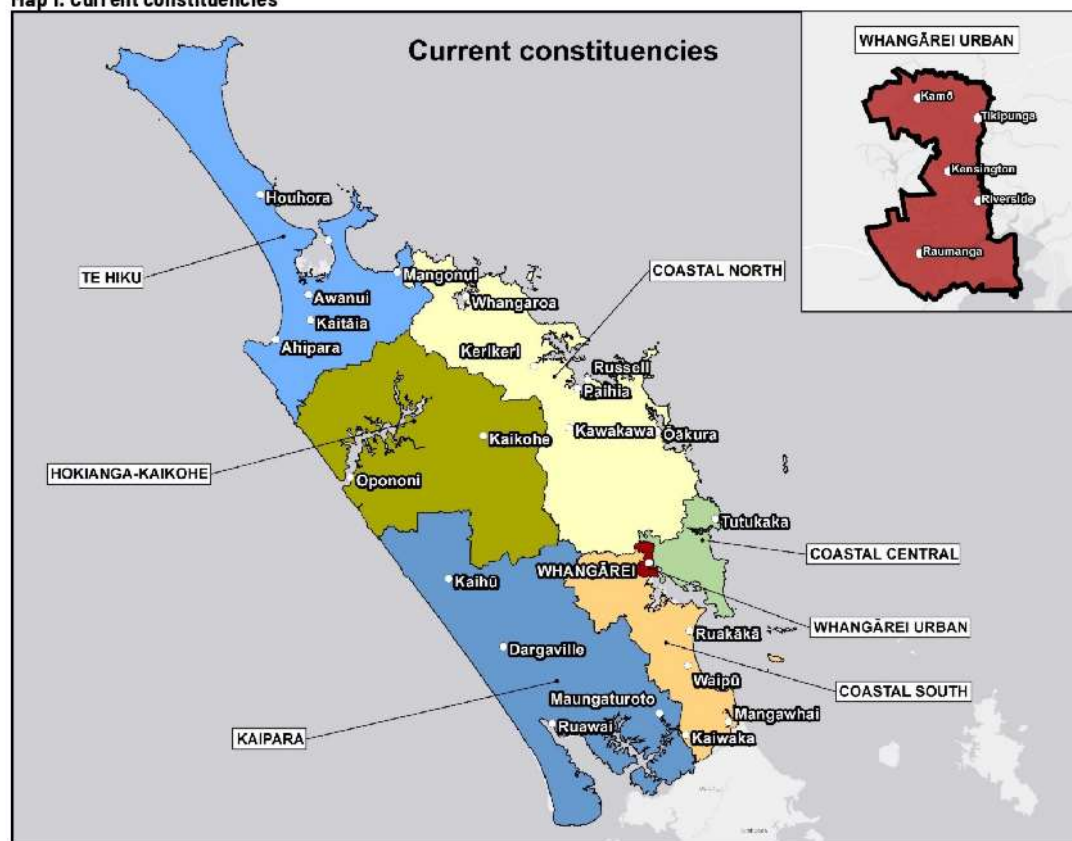 Map 1: Current constituencies
Current constituencies
WHANGĀREI URBAN
Kamō
Tikipunga
Kensington
Riverside
Raumanga
Houhora
TE HIKU
Mangonui
COASTAL NORTH
Awanui
Whangaroa
Kaitāia
Ahipara
Kerikeri
Russell
Paihia
Kawakawa
Ōakura
Kaikohe
HOKIANGA-KAIKOHE
Opononi
Tutukaka
COASTAL CENTRAL
WHANGĀREI
Kaihū
WHANGĀREI URBAN
Ruakākā
Dargaville
Waipū
COASTAL SOUTH
Maungaturoto
Mangawhai
Ruawai
KAIPARA
Kaiwaka